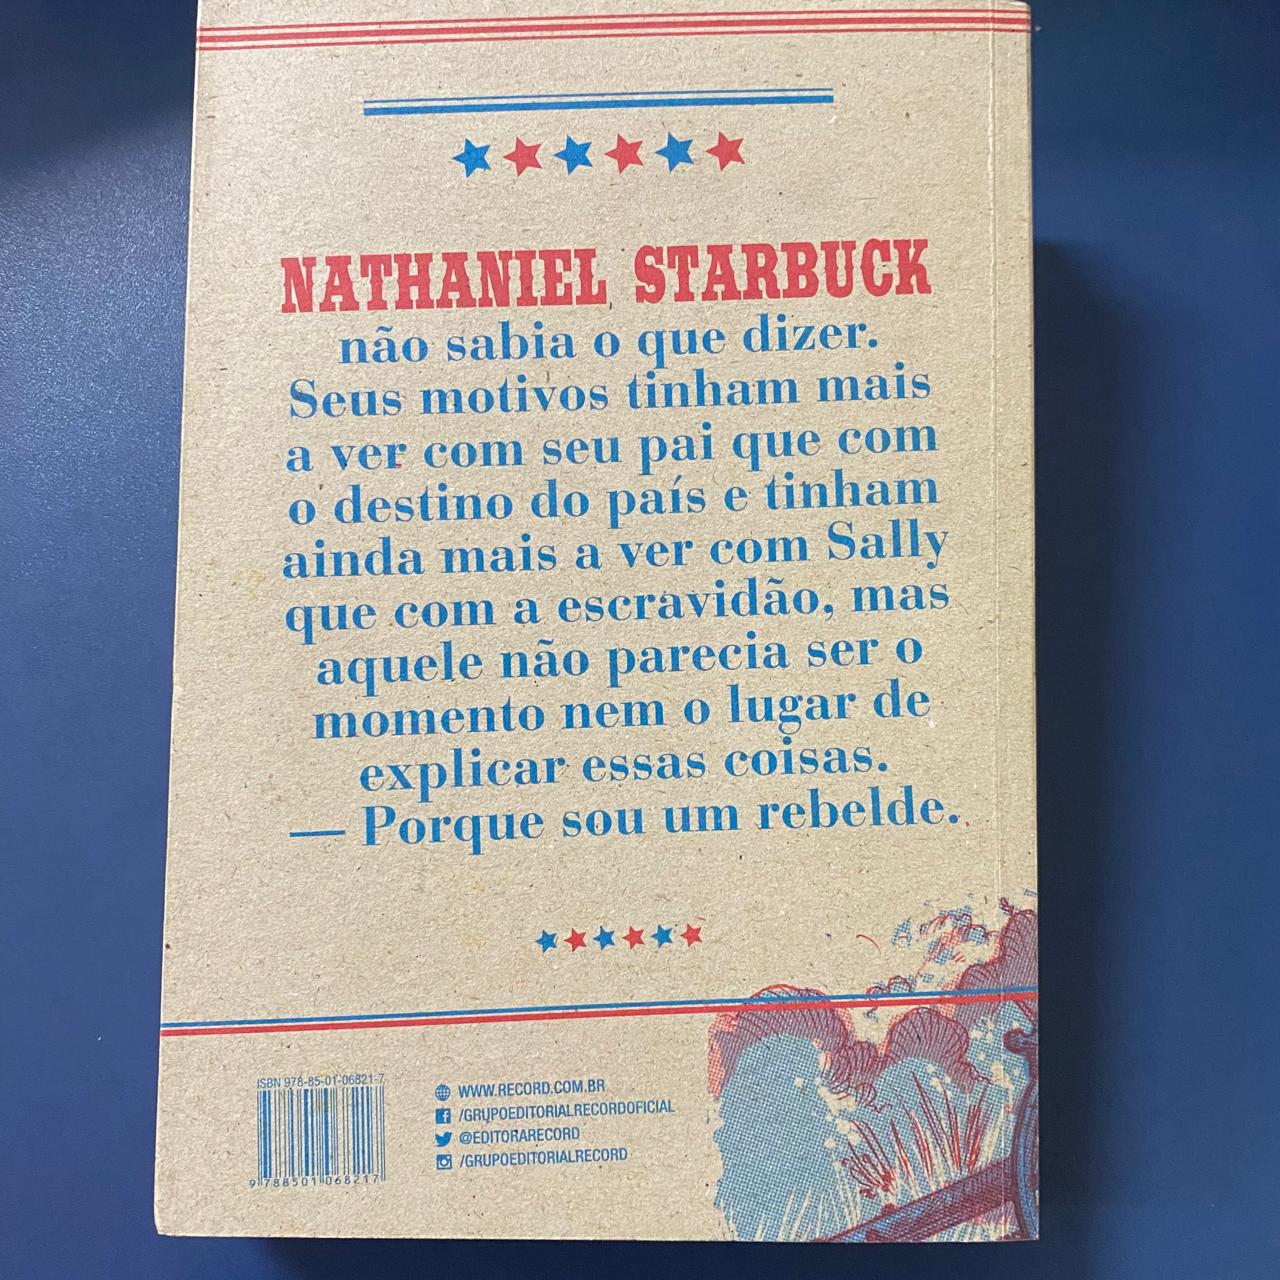 NATHANIEL STARBUCK
não sabia o que dizer.
Seus motivos tinham mais
a ver com seu pai que com
o destino do país e tinham
ainda mais a ver com Sally
que com a escravidão, mas
aquele não parecia ser o
momento nem o lugar de
explicar essas coisas.
— Porque sou um rebelde.
ISBN 978-85-01-06821-7
9 788501 068217
WWW.RECORD.COM.BR
/GRUPOEDITORIALRECORDOFICIAL
@EDITORARECORD
/GRUPOEDITORIALRECORD